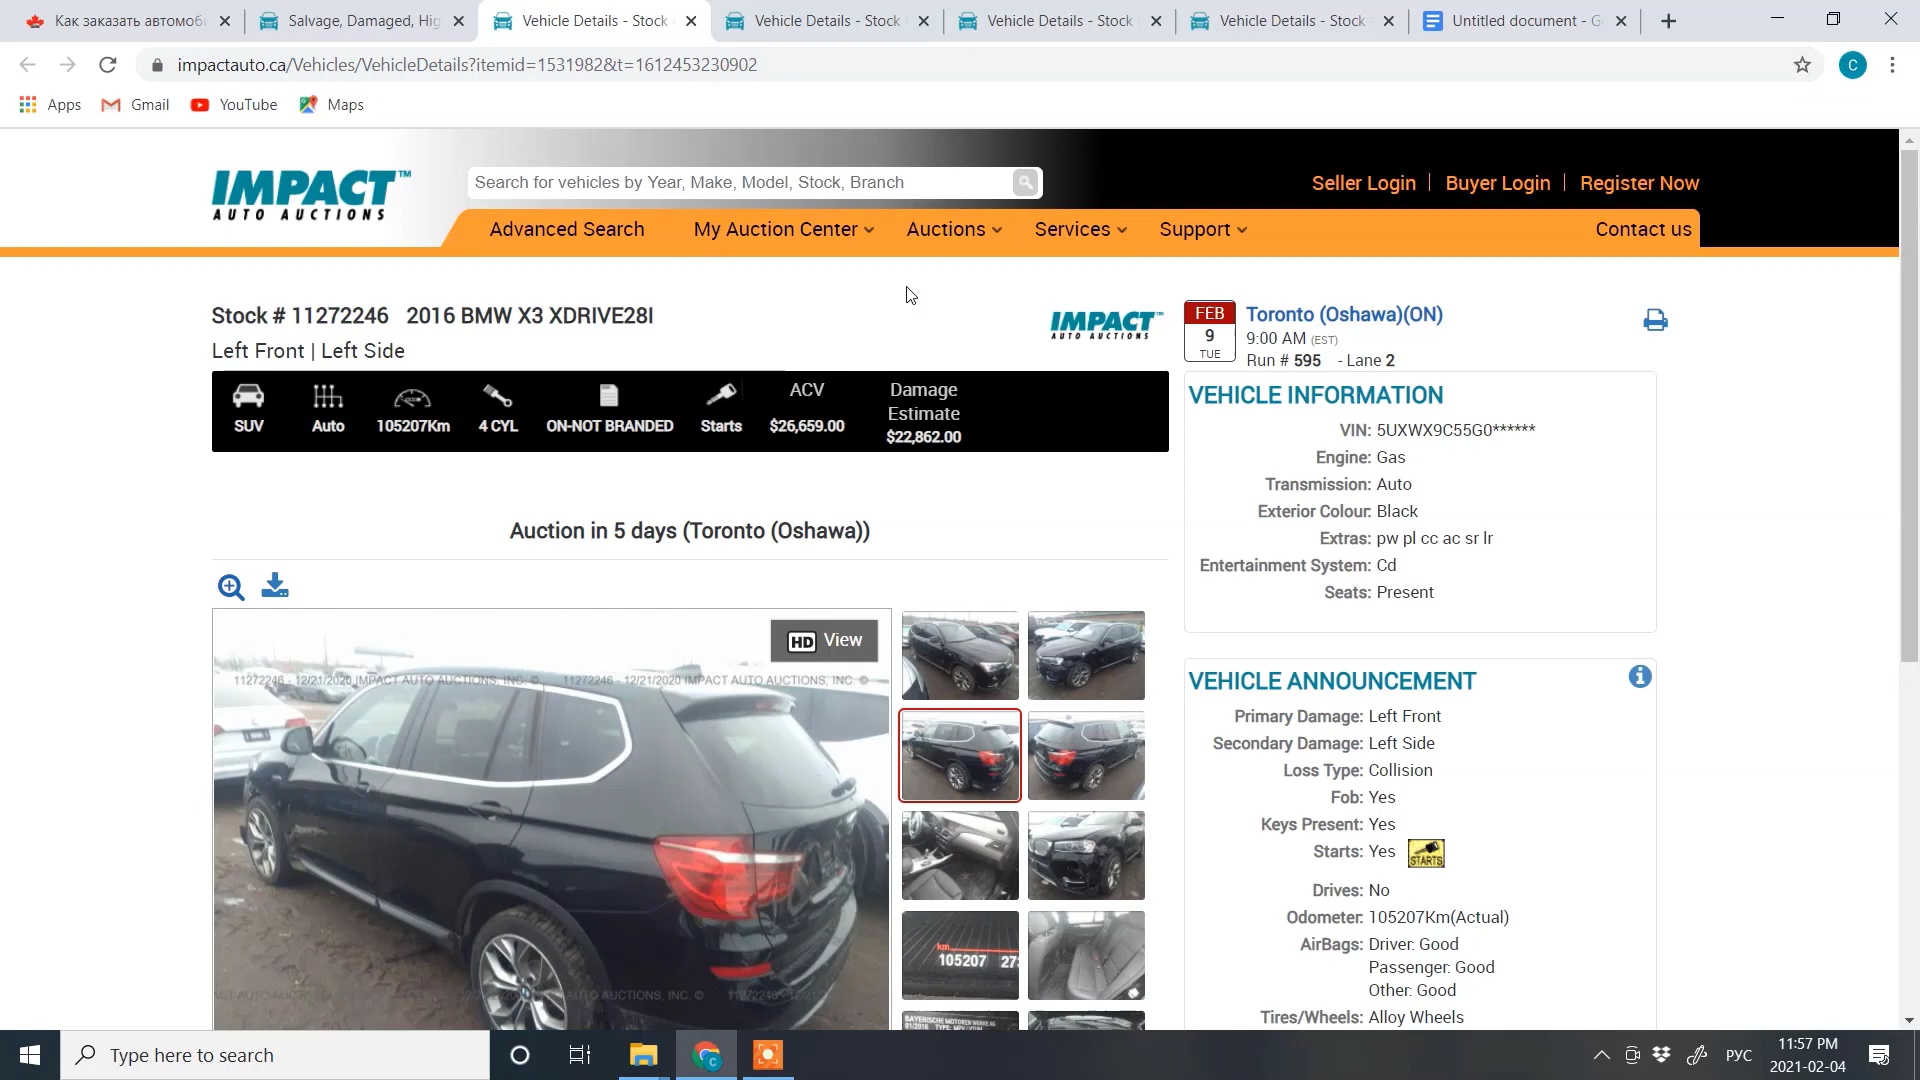 Как заказать автомоби
Salvage, Damaged, Hig
Vehicle Details - Stock
Vehicle Details - Stock
Vehicle Details - Stock
Vehicle Details - Stock
Untitled document - G
impactauto.ca/Vehicles/VehicleDetails?itemid=1531982&t=1612453230902
C
Apps Gmail YouTube Maps
IMPACT™
AUTO AUCTIONS
Search for vehicles by Year, Make, Model, Stock, Branch
Seller Login Buyer Login Register Now
Advanced Search My Auction Center Auctions Services Support Contact us
Stock # 11272246 2016 BMW X3 XDRIVE28I
Left Front | Left Side
IMPACT™
AUTO AUCTIONS
FEB
9
TUE
Toronto (Oshawa)(ON)
9:00 AM (EST)
Run # 595 - Lane 2
SUV
Auto
105207Km
4 CYL
ON-NOT BRANDED
Starts
ACV
$26,659.00
Damage
Estimate
$22,862.00
VEHICLE INFORMATION
VIN: 5UXWX9C55G0******
Engine: Gas
Transmission: Auto
Exterior Colour: Black
Extras: pw pl cc ac sr lr
Entertainment System: Cd
Seats: Present
Auction in 5 days (Toronto (Oshawa))
HD View
11272246 - 12/21/2020 IMPACT AUTO AUCTIONS, INC. © 11272246 - 12/21/2020 IMPACT AUTO AUCTIONS, INC. ©
VEHICLE ANNOUNCEMENT
Primary Damage: Left Front
Secondary Damage: Left Side
Loss Type: Collision
Fob: Yes
Keys Present: Yes
Starts: Yes STARTS
Drives: No
Odometer: 105207Km(Actual)
AirBags: Driver: Good
Passenger: Good
Other: Good
Tires/Wheels: Alloy Wheels
km
105207 273
BAYERISCHE MOTOREN WERKE AG
Type here to search
C
РУС
11:57 PM
2021-02-04